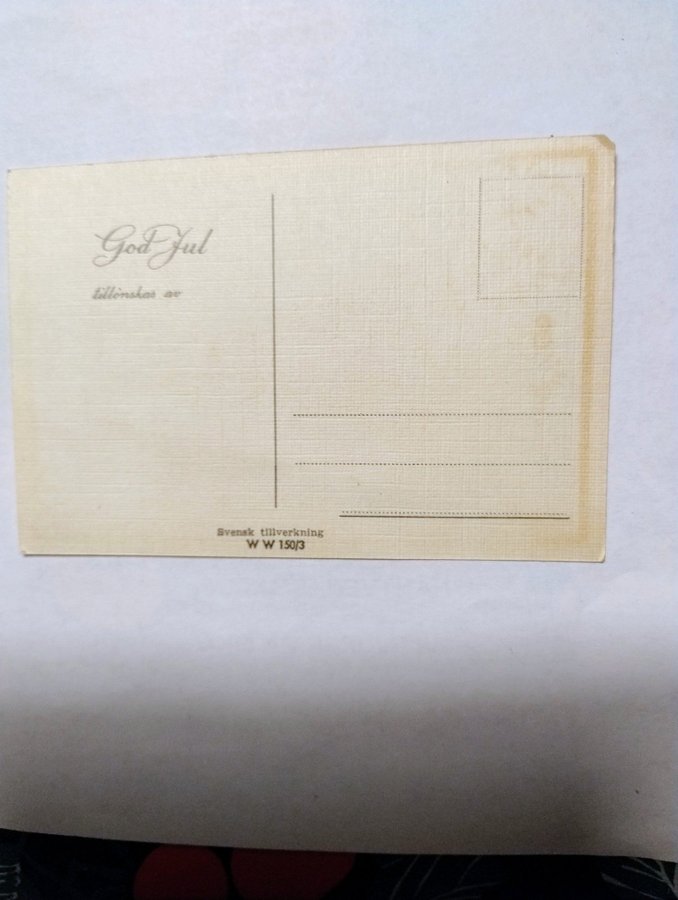 God Jul
tillönskas av
Svensk tillverkning
W W 150/3